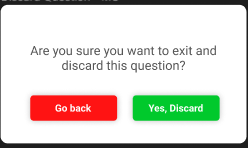 Are you sure you want to exit and
discard this question?
Go back
Yes, Discard